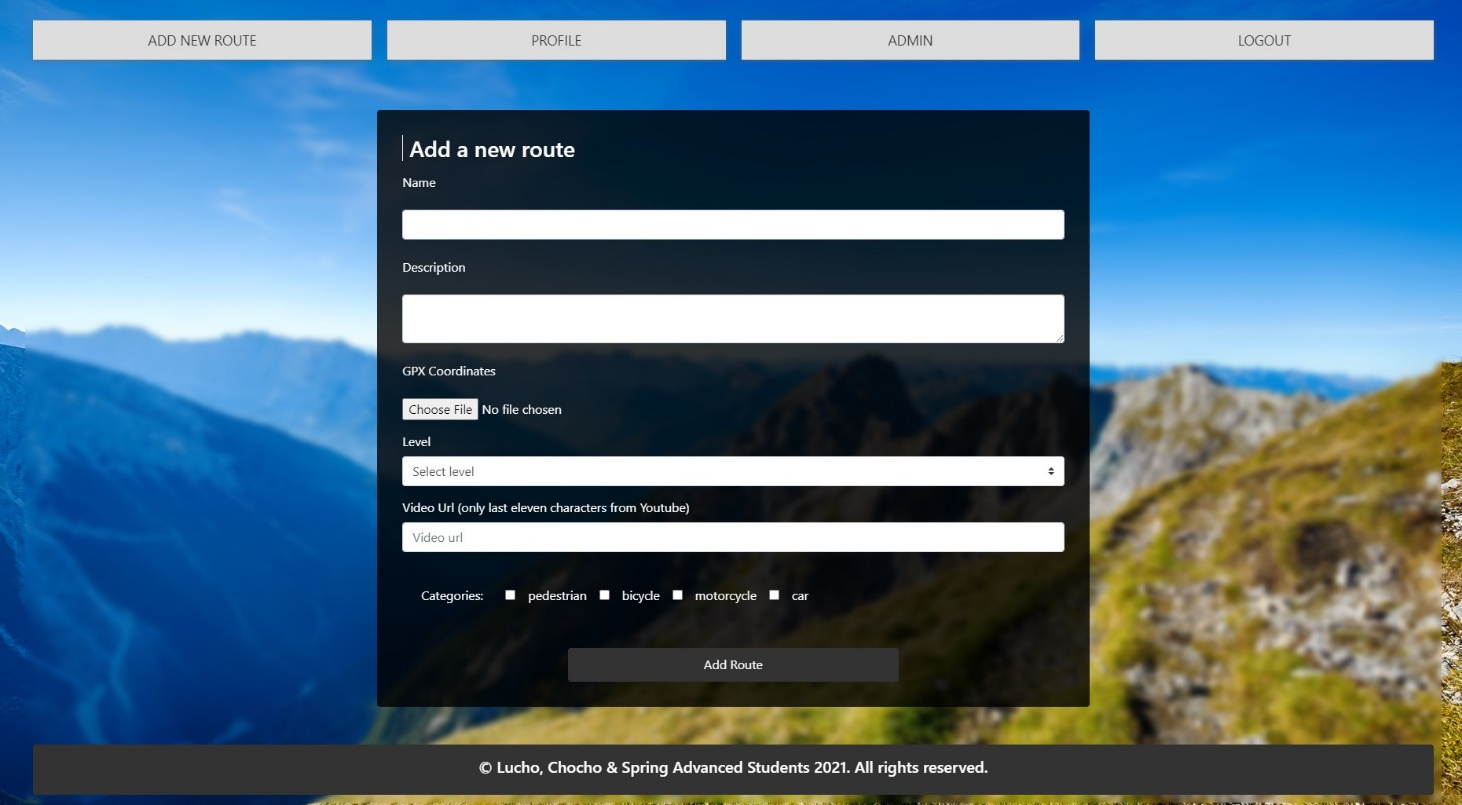 ADD NEW ROUTE PROFILE ADMIN LOGOUT
Add a new route
Name
Description
GPX Coordinates
Choose File No file chosen
Level
Select level
Video Url (only last eleven characters from Youtube)
Video url
Categories: pedestrian bicycle motorcycle car
Add Route
© Lucho, Chocho & Spring Advanced Students 2021. All rights reserved.